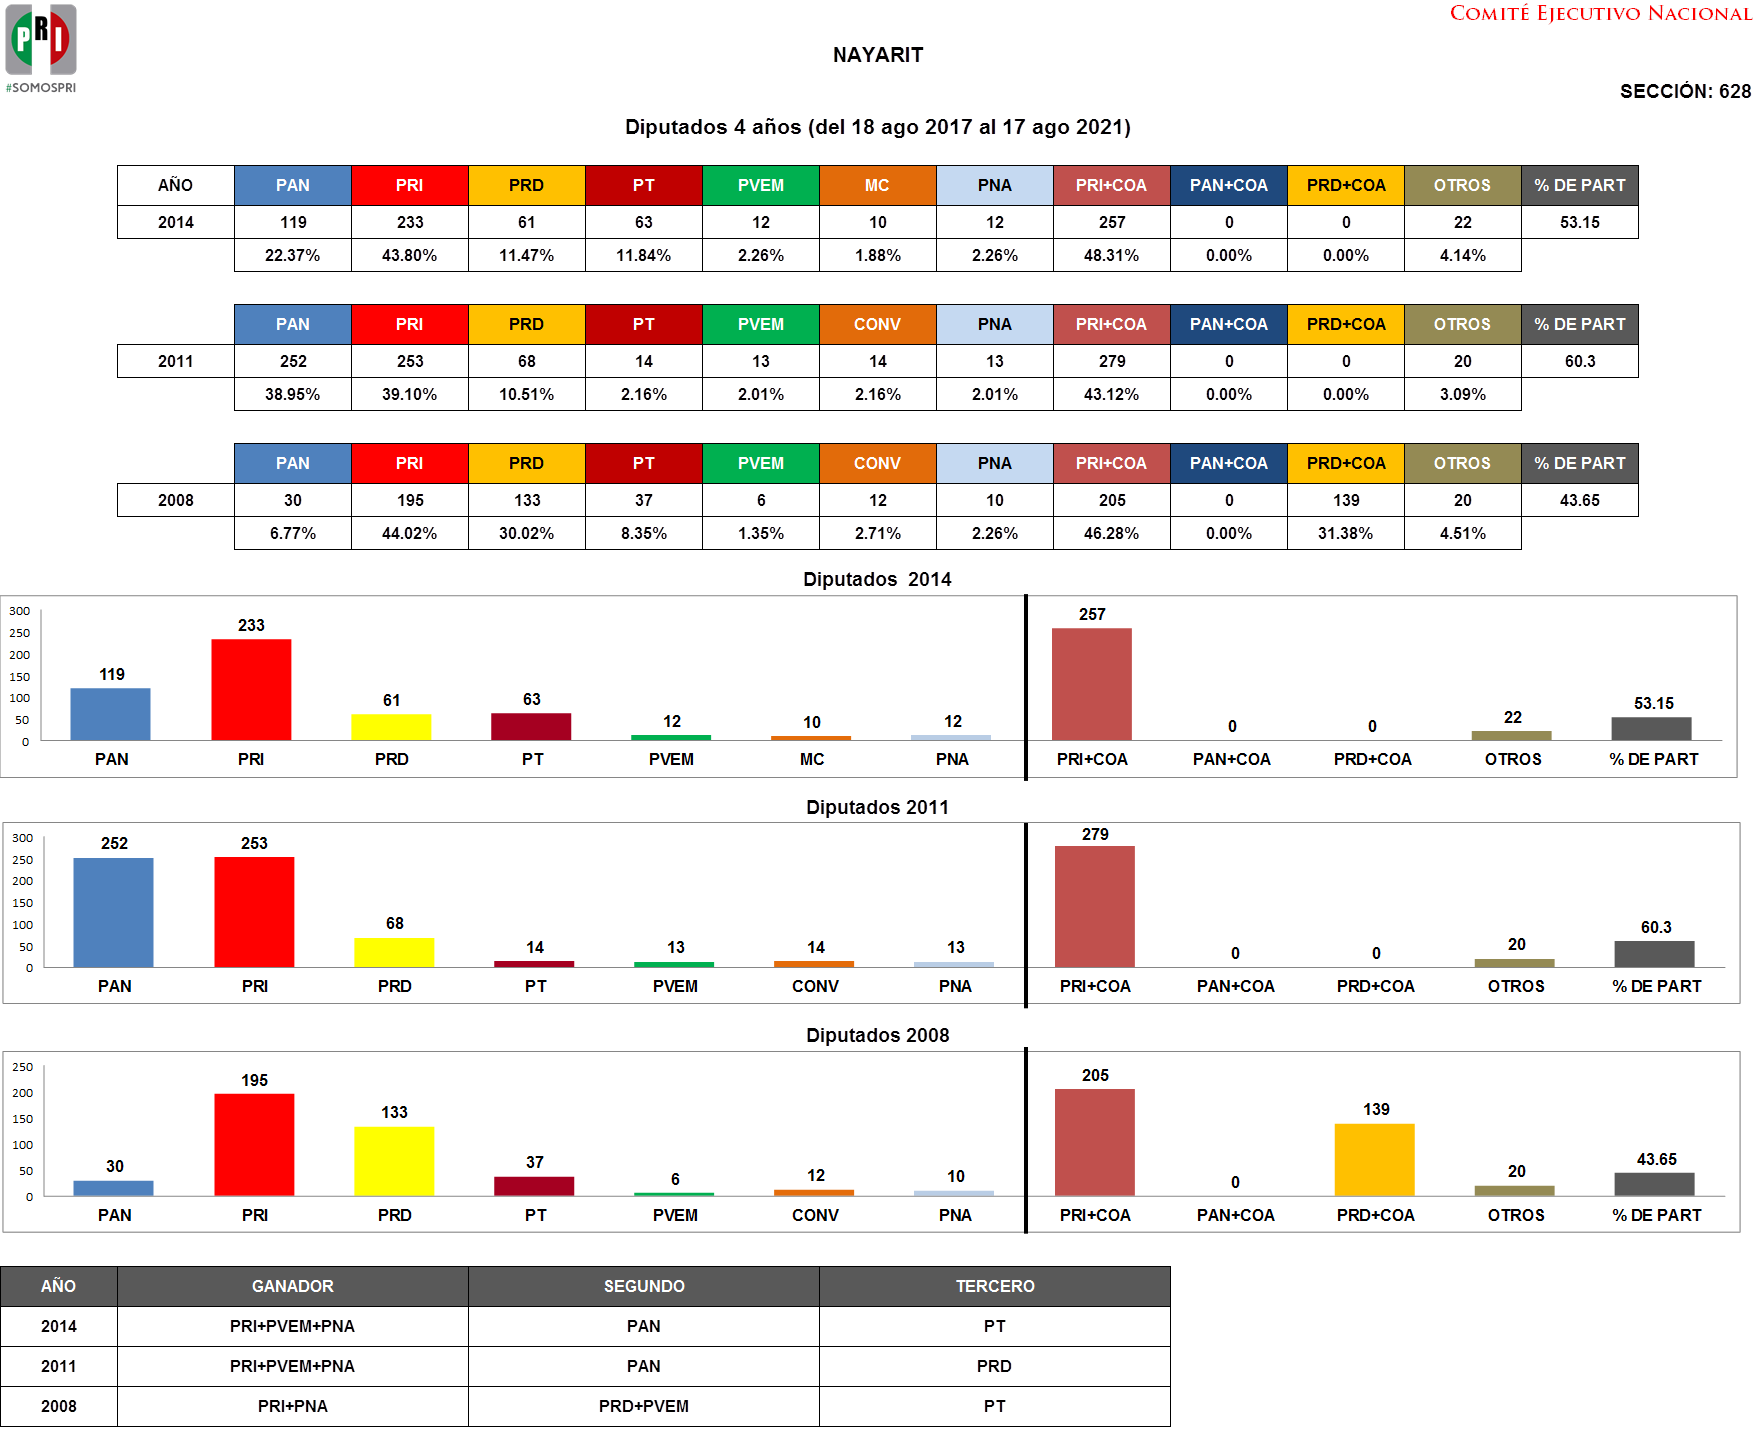 COMITÉ EJECUTIVO NACIONAL
PRI
#SOMOSPRI
NAYARIT
SECCIÓN: 628
Diputados 4 años (del 18 ago 2017 al 17 ago 2021)
AÑO PAN PRI PRD PT PVEM MC PNA PRI+COA PAN+COA PRD+COA OTROS % DE PART
2014 119 233 61 63 12 10 12 257 0 0 22 53.15
22.37% 43.80% 11.47% 11.84% 2.26% 1.88% 2.26% 48.31% 0.00% 0.00% 4.14%
PAN PRI PRD PT PVEM CONV PNA PRI+COA PAN+COA PRD+COA OTROS % DE PART
2011 252 253 68 14 13 14 13 279 0 0 20 60.3
38.95% 39.10% 10.51% 2.16% 2.01% 2.16% 2.01% 43.12% 0.00% 0.00% 3.09%
PAN PRI PRD PT PVEM CONV PNA PRI+COA PAN+COA PRD+COA OTROS % DE PART
2008 30 195 133 37 6 12 10 205 0 139 20 43.65
6.77% 44.02% 30.02% 8.35% 1.35% 2.71% 2.26% 46.28% 0.00% 31.38% 4.51%
Diputados 2014
300
250
200
150
100
50
0
119 233 61 63 12 10 12 257 0 0 22 53.15
PAN PRI PRD PT PVEM MC PNA PRI+COA PAN+COA PRD+COA OTROS % DE PART
Diputados 2011
300
250
200
150
100
50
0
252 253 68 14 13 14 13 279 0 0 20 60.3
PAN PRI PRD PT PVEM CONV PNA PRI+COA PAN+COA PRD+COA OTROS % DE PART
Diputados 2008
250
200
150
100
50
0
30 195 133 37 6 12 10 205 0 139 20 43.65
PAN PRI PRD PT PVEM CONV PNA PRI+COA PAN+COA PRD+COA OTROS % DE PART
AÑO GANADOR SEGUNDO TERCERO
2014 PRI+PVEM+PNA PAN PT
2011 PRI+PVEM+PNA PAN PRD
2008 PRI+PNA PRD+PVEM PT